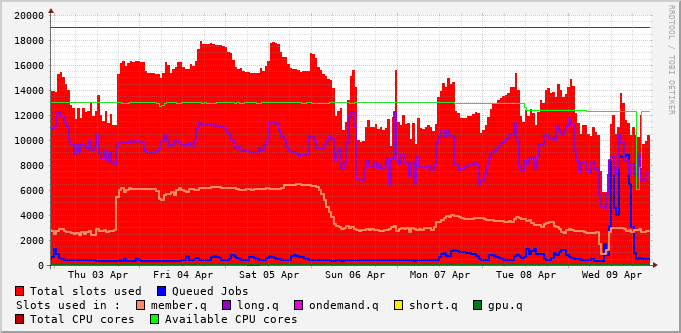 20000
18000
16000
14000
12000
10000
8000
6000
4000
2000
0
Thu 03 Apr Fri 04 Apr Sat 05 Apr Sun 06 Apr Mon 07 Apr Tue 08 Apr Wed 09 Apr
RRDTOOL / TOBI OETIKER
Total slots used Queued Jobs
Slots used in : member.q long.q ondemand.q short.q gpu.q
Total CPU cores Available CPU cores